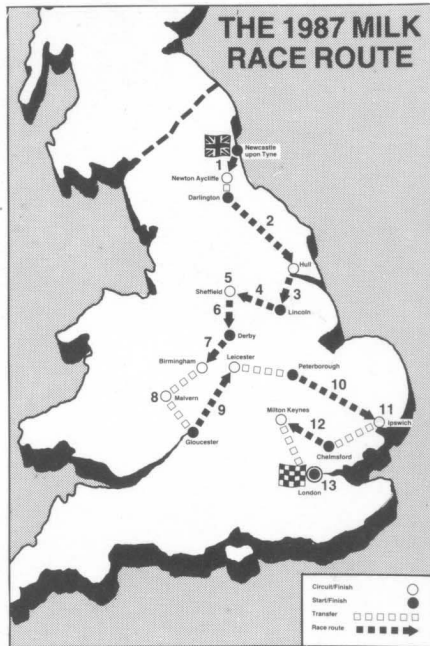 THE 1987 MILK
RACE ROUTE
Newcastle
upon Tyne
1
Newton Aycliffe
Darlington
2
Hull
5
4
3
Sheffield
6
Lincoln
Derby
7
Birmingham
Leicester
Peterborough
8
Malvern
9
10
Milton Keynes
11
Ipswich
12
Gloucester
Chelmsford
13
London
Circuit/Finish
Start/Finish
Transfer
Race route